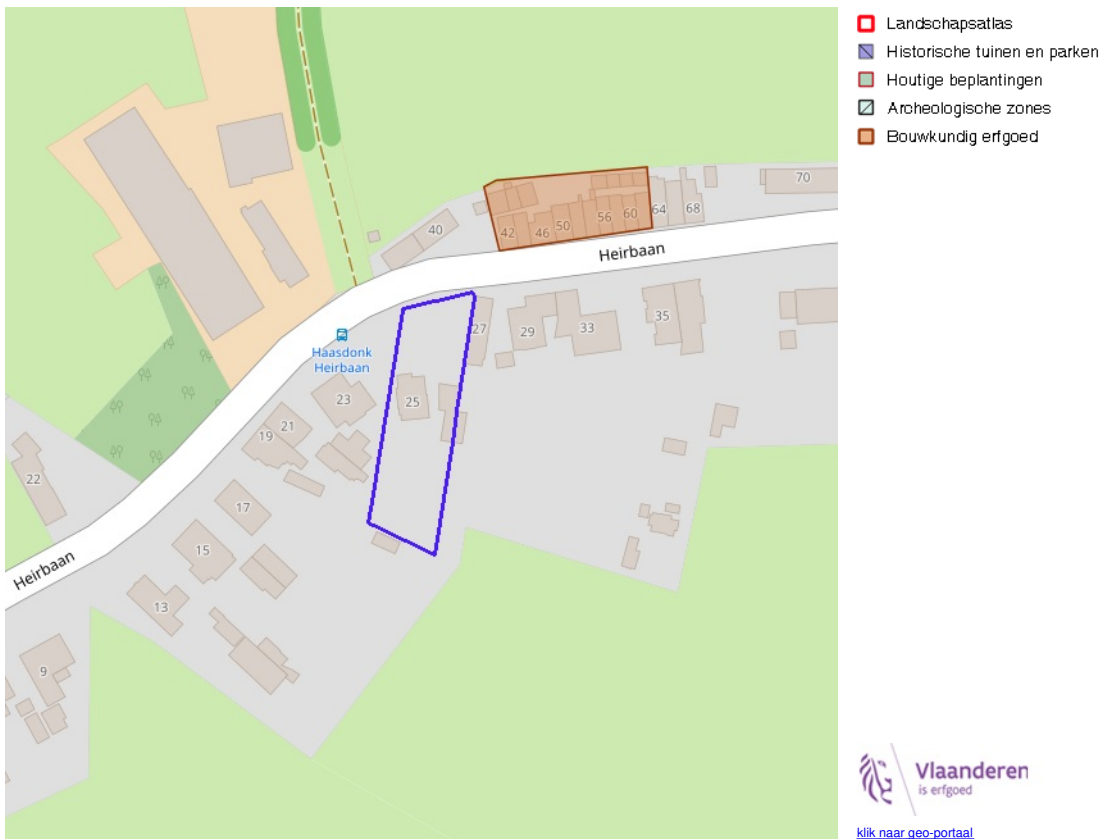 Landschapsatlas
Historische tuinen en parken
Houtige beplantingen
Archeologische zones
Bouwkundig erfgoed
70
40
42
46
50
56
60
64
68
Heirbaan
Haasdonk
Heirbaan
27
29
33
35
23
25
21
19
22
17
15
Heirbaan
13
9
Vlaanderen
is erfgoed
klik naar geo-portaal